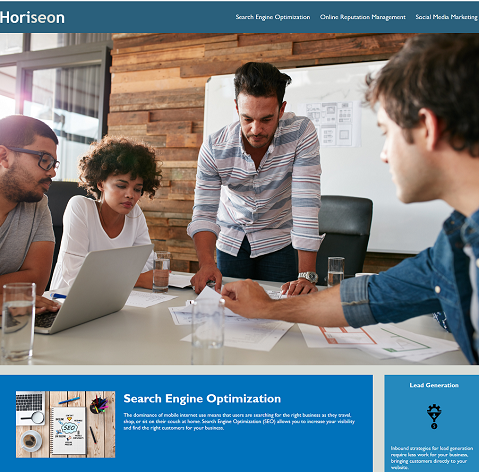 Horiseon
Search Engine Optimization Online Reputation Management Social Media Marketing
Search Engine Optimization
The dominance of mobile internet use means that users are searching for the right business as they travel,
shop, or sit on their couch at home. Search Engine Optimization (SEO) allows you to increase your visibility
and find the right customers for your business.
SEO
Lead Generation
Inbound strategies for lead generation
require less work for your business,
bringing customers directly to your
website.